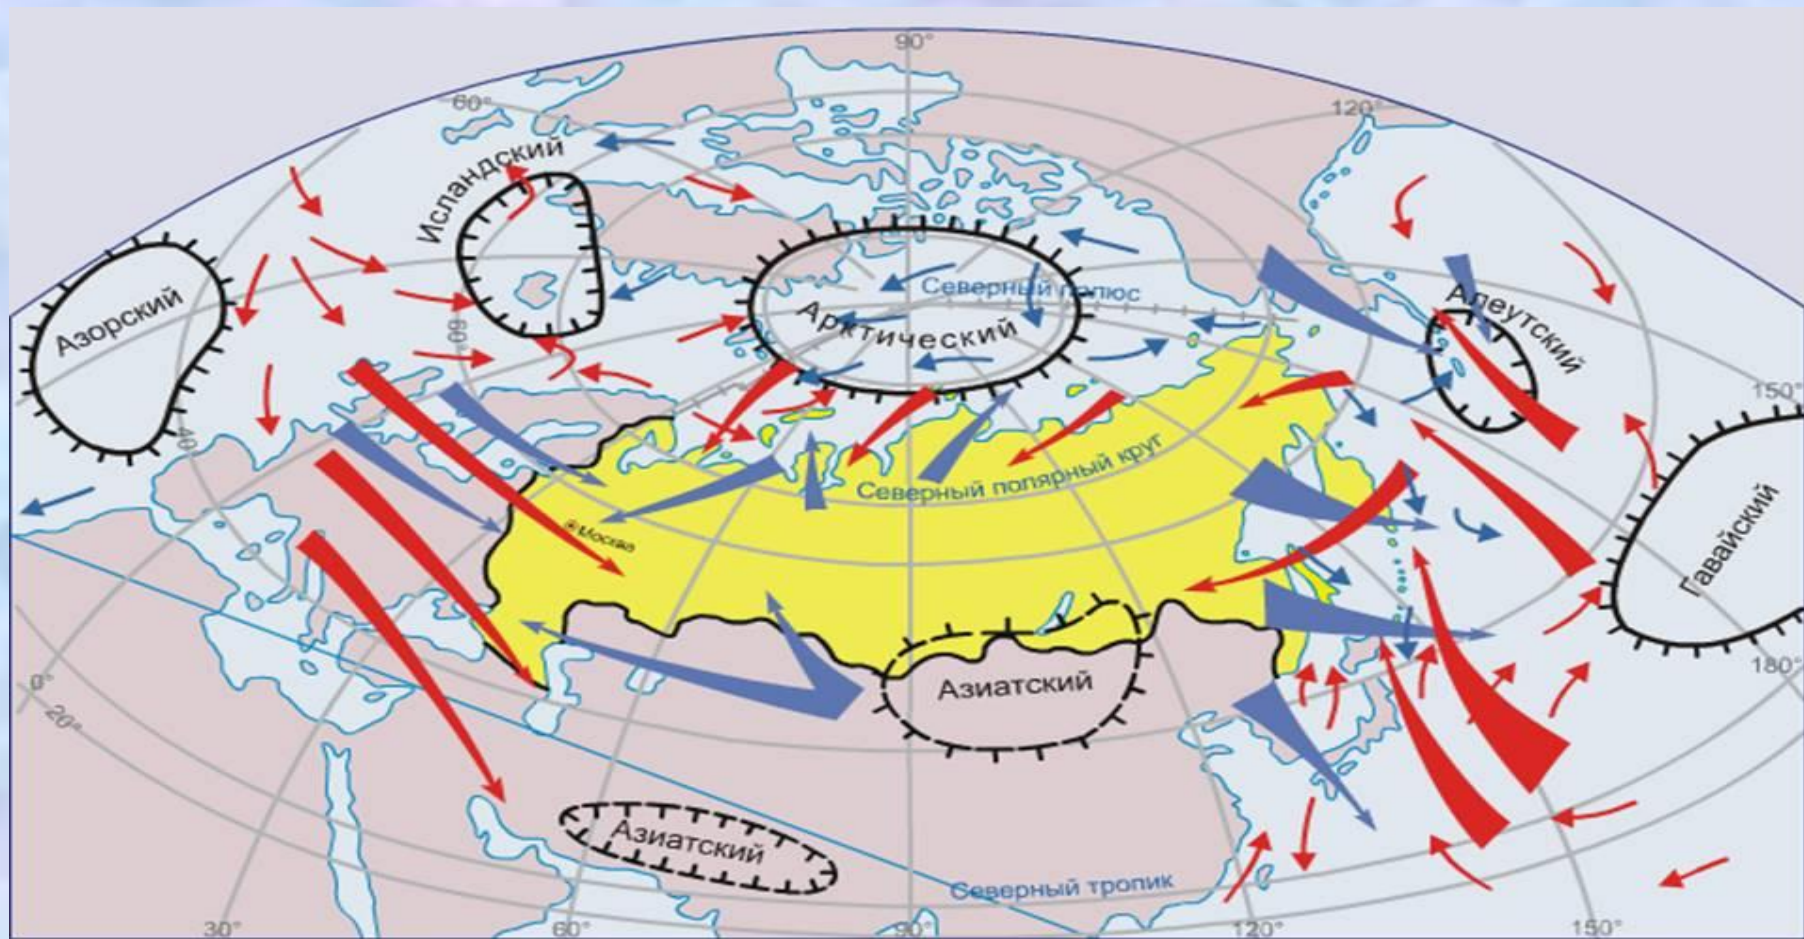 90°
60°
120°
Исландский
Азорский
Северный полюс
Арктический
Алеутский
60°
150°
40°
Северный полярный круг
Москва
Гавайский
Азиатский
180°
0°
20°
Азиатский
Северный тропик
30°
60°
90°
120°
150°